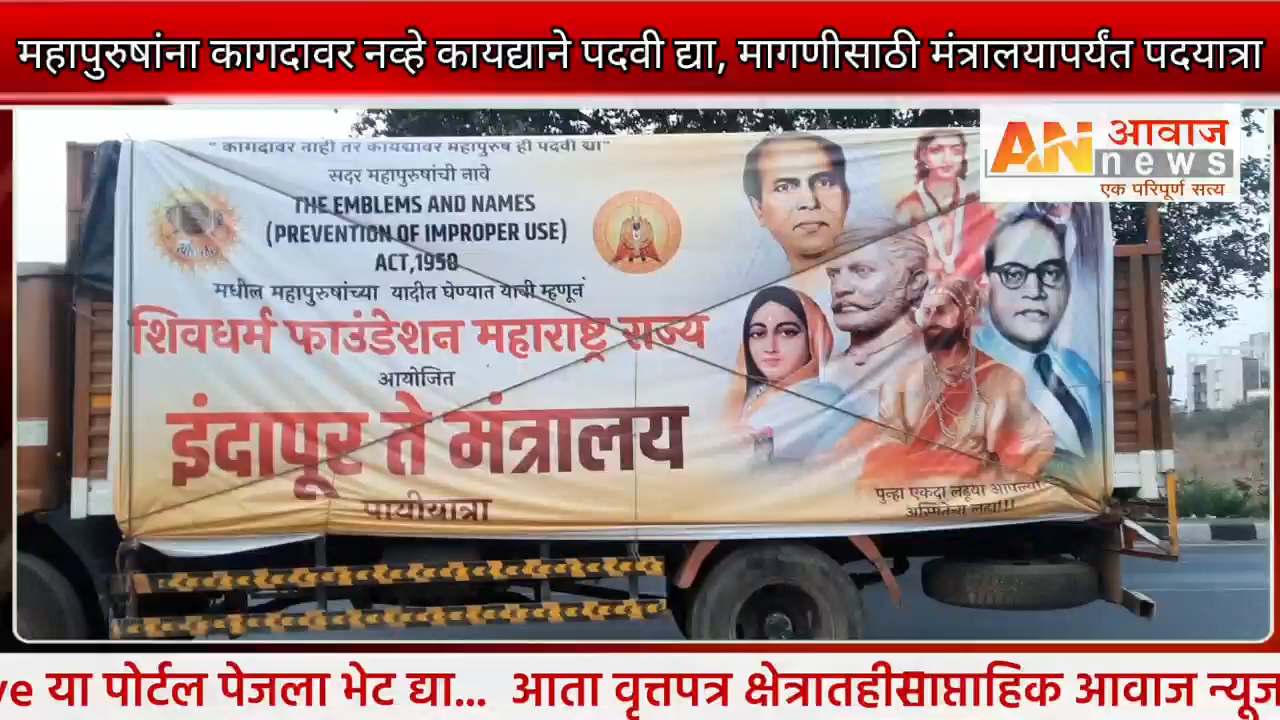 महापुरुषांना कागदावर नव्हे कायद्याने पदवी द्या, मागणीसाठी मंत्रालयापर्यंत पदयात्रा
AN आवाज
news
एक परिपूर्ण सत्य
" कागदावर नाही तर कायद्यावर महापुरुष ही पदवी द्या"
सदर महापुरुषांची नावे
THE EMBLEMS AND NAMES
(PREVENTION OF IMPROPER USE)
ACT,1950
मधील महापुरुषांच्या यादीत घेण्यात यावी म्हणूनं
शिवधर्म फाउंडेशन महाराष्ट्र राज्य
आयोजित
इंदापूर ते मंत्रालय
पायीयात्रा
पुन्हा एकदा लढूया आपल्या
अस्मितेचा लढा!!!
ve या पोर्टल पेजला भेट द्या... आता वृत्तपत्र क्षेत्रातही साप्ताहिक आवाज न्यूज